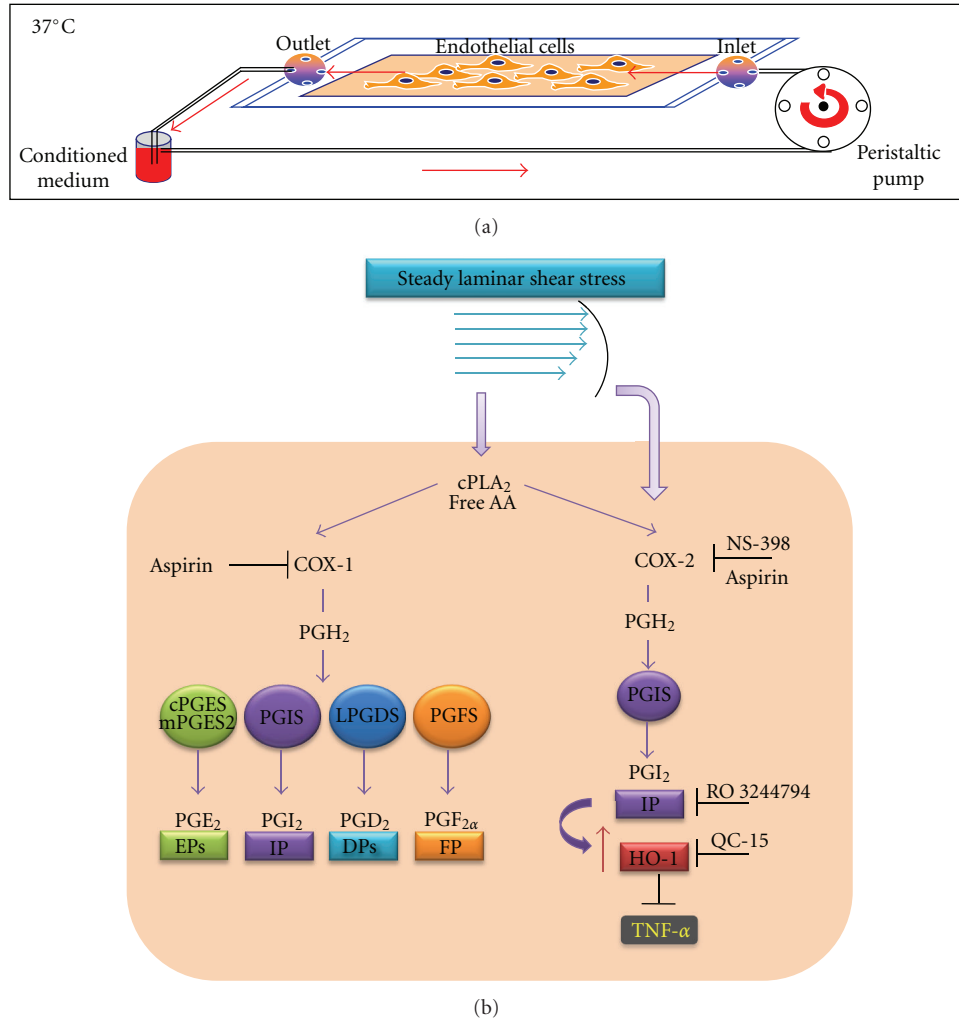 37°C
Outlet
Endothelial cells
Inlet
Conditioned
medium
Peristaltic
pump
(a)
Steady laminar shear stress
cPLA₂
Free AA
Aspirin
COX-1
COX-2
NS-398
Aspirin
PGH₂
PGH₂
cPGES
mPGES2
PGIS
LPGDS
PGFS
PGIS
PGI₂
PGE₂
PGI₂
PGD₂
PGF₂α
EPs
IP
DPs
FP
IP
RO 3244794
HO-1
QC-15
TNF-α
(b)